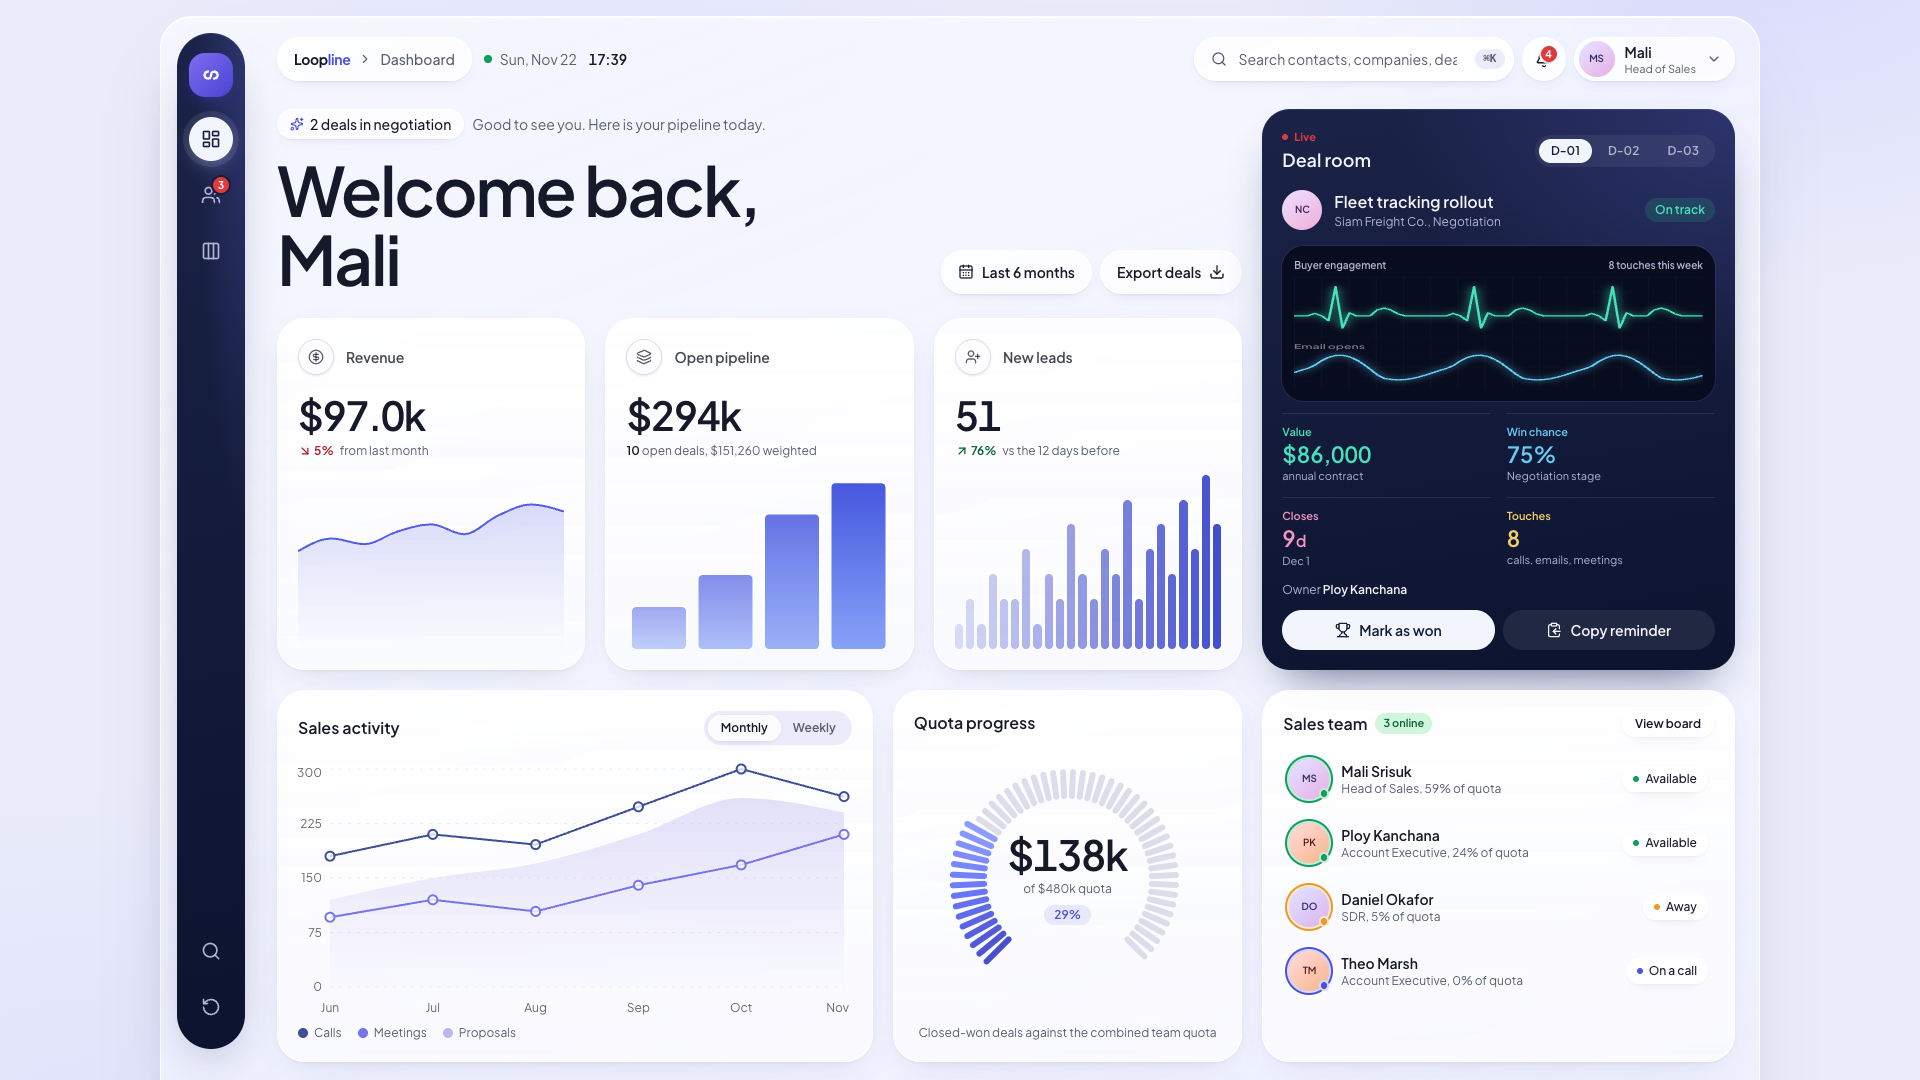 Loopline > Dashboard
Sun, Nov 22 17:39
Search contacts, companies, dea
⌘K
4
MS
Mali
Head of Sales
3
2 deals in negotiation
Good to see you. Here is your pipeline today.
Welcome back,
Mali
Last 6 months
Export deals
Revenue
$97.0k
5% from last month
Open pipeline
$294k
10 open deals, $151,260 weighted
New leads
51
76% vs the 12 days before
Live
Deal room
D-01
D-02
D-03
NC
Fleet tracking rollout
Siam Freight Co., Negotiation
On track
Buyer engagement
8 touches this week
Email opens
Value
$86,000
annual contract
Win chance
75%
Negotiation stage
Closes
9d
Dec 1
Touches
8
calls, emails, meetings
Owner Ploy Kanchana
Mark as won
Copy reminder
Sales activity
Monthly
Weekly
300
225
150
75
0
Jun
Jul
Aug
Sep
Oct
Nov
Calls
Meetings
Proposals
Quota progress
$138k
of $480k quota
29%
Closed-won deals against the combined team quota
Sales team
3 online
View board
MS
Mali Srisuk
Head of Sales, 59% of quota
Available
PK
Ploy Kanchana
Account Executive, 24% of quota
Available
DO
Daniel Okafor
SDR, 5% of quota
Away
TM
Theo Marsh
Account Executive, 0% of quota
On a call